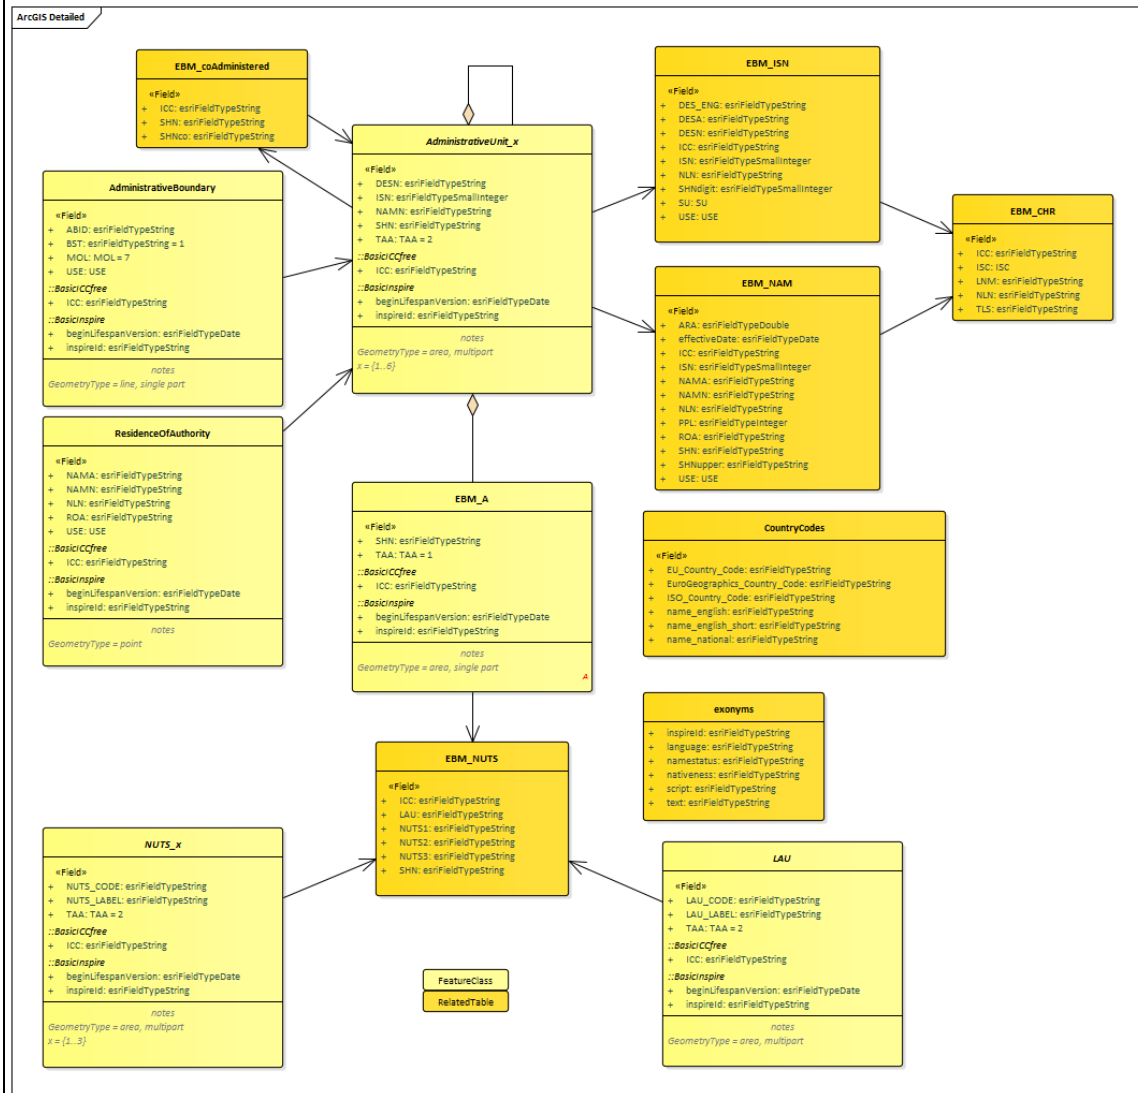 ArcGIS Detailed
EBM_coAdministered
«Field»
+ ICC: esriFieldTypeString
+ SHN: esriFieldTypeString
+ SHNco: esriFieldTypeString
AdministrativeUnit_x
«Field»
+ DESN: esriFieldTypeString
+ ISN: esriFieldTypeSmallInteger
+ NAMN: esriFieldTypeString
+ SHN: esriFieldTypeString
+ TAA: TAA = 2
::BasicICCfree
+ ICC: esriFieldTypeString
::BasicInspire
+ beginLifespanVersion: esriFieldTypeDate
+ inspireId: esriFieldTypeString
notes
GeometryType = area, multipart
x = {1..6}
EBM_ISN
«Field»
+ DES_ENG: esriFieldTypeString
+ DESA: esriFieldTypeString
+ DESN: esriFieldTypeString
+ ICC: esriFieldTypeString
+ ISN: esriFieldTypeSmallInteger
+ NLN: esriFieldTypeString
+ SHNdigit: esriFieldTypeSmallInteger
+ SU: SU
+ USE: USE
EBM_CHR
«Field»
+ ICC: esriFieldTypeString
+ ISC: ISC
+ LNM: esriFieldTypeString
+ NLN: esriFieldTypeString
+ TLS: esriFieldTypeString
AdministrativeBoundary
«Field»
+ ABID: esriFieldTypeString
+ BST: esriFieldTypeString = 1
+ MOL: MOL = 7
+ USE: USE
::BasicICCfree
+ ICC: esriFieldTypeString
::BasicInspire
+ beginLifespanVersion: esriFieldTypeDate
+ inspireId: esriFieldTypeString
notes
GeometryType = line, single part
EBM_NAM
«Field»
+ ARA: esriFieldTypeDouble
+ effectiveDate: esriFieldTypeDate
+ ICC: esriFieldTypeString
+ ISN: esriFieldTypeSmallInteger
+ NAMA: esriFieldTypeString
+ NAMN: esriFieldTypeString
+ NLN: esriFieldTypeString
+ PPL: esriFieldTypeInteger
+ ROA: esriFieldTypeString
+ SHN: esriFieldTypeString
+ SHNupper: esriFieldTypeString
+ USE: USE
ResidenceOfAuthority
«Field»
+ NAMA: esriFieldTypeString
+ NAMN: esriFieldTypeString
+ NLN: esriFieldTypeString
+ ROA: esriFieldTypeString
+ USE: USE
::BasicICCfree
+ ICC: esriFieldTypeString
::BasicInspire
+ beginLifespanVersion: esriFieldTypeDate
+ inspireId: esriFieldTypeString
notes
GeometryType = point
EBM_A
«Field»
+ SHN: esriFieldTypeString
+ TAA: TAA = 1
::BasicICCfree
+ ICC: esriFieldTypeString
::BasicInspire
+ beginLifespanVersion: esriFieldTypeDate
+ inspireId: esriFieldTypeString
notes
GeometryType = area, single part
A
CountryCodes
«Field»
+ EU_Country_Code: esriFieldTypeString
+ EuroGeographics_Country_Code: esriFieldTypeString
+ ISO_Country_Code: esriFieldTypeString
+ name_english: esriFieldTypeString
+ name_english_short: esriFieldTypeString
+ name_national: esriFieldTypeString
exonyms
+ inspireId: esriFieldTypeString
+ language: esriFieldTypeString
+ namestatus: esriFieldTypeString
+ nativeness: esriFieldTypeString
+ script: esriFieldTypeString
+ text: esriFieldTypeString
EBM_NUTS
«Field»
+ ICC: esriFieldTypeString
+ LAU: esriFieldTypeString
+ NUTS1: esriFieldTypeString
+ NUTS2: esriFieldTypeString
+ NUTS3: esriFieldTypeString
+ SHN: esriFieldTypeString
NUTS_x
«Field»
+ NUTS_CODE: esriFieldTypeString
+ NUTS_LABEL: esriFieldTypeString
+ TAA: TAA = 2
::BasicICCfree
+ ICC: esriFieldTypeString
::BasicInspire
+ beginLifespanVersion: esriFieldTypeDate
+ inspireId: esriFieldTypeString
notes
GeometryType = area, multipart
x = {1..3}
LAU
«Field»
+ LAU_CODE: esriFieldTypeString
+ LAU_LABEL: esriFieldTypeString
+ TAA: TAA = 2
::BasicICCfree
+ ICC: esriFieldTypeString
::BasicInspire
+ beginLifespanVersion: esriFieldTypeDate
+ inspireId: esriFieldTypeString
notes
GeometryType = area, multipart
FeatureClass
RelatedTable